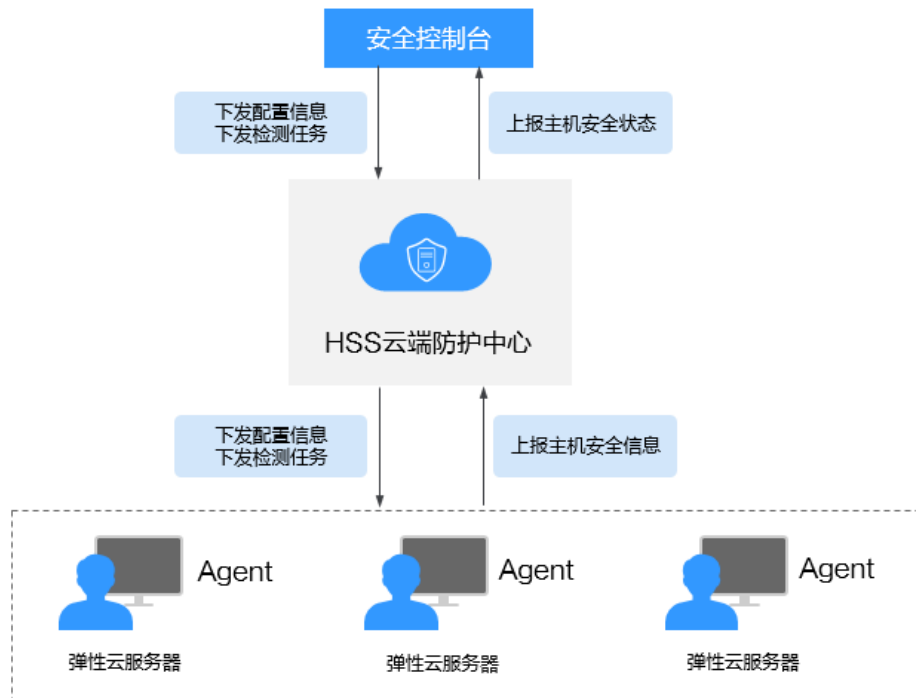 安全控制台
下发配置信息
下发检测任务
上报主机安全状态
HSS云端防护中心
下发配置信息
下发检测任务
上报主机安全信息
Agent
Agent
Agent
弹性云服务器
弹性云服务器
弹性云服务器